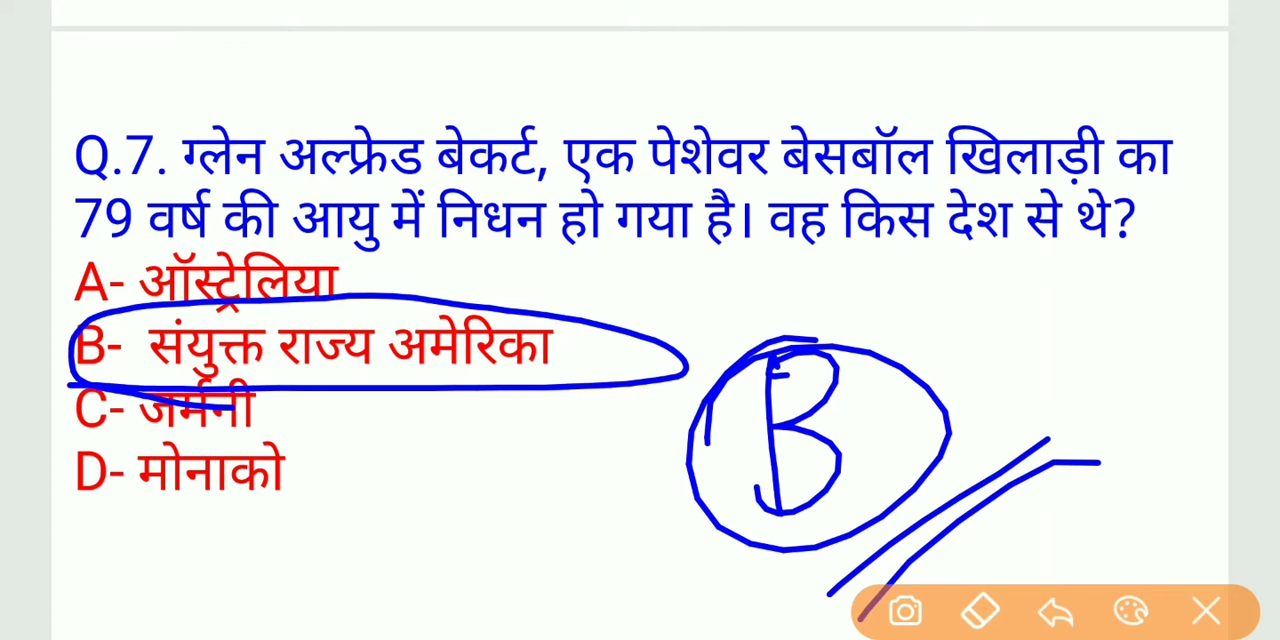 Q.7. ग्लेन अल्फ्रेड बेकर्ट, एक पेशेवर बेसबॉल खिलाड़ी का
79 वर्ष की आयु में निधन हो गया है। वह किस देश से थे?
A- ऑस्ट्रेलिया
B- संयुक्त राज्य अमेरिका
C- जर्मनी
D- मोनाको
B